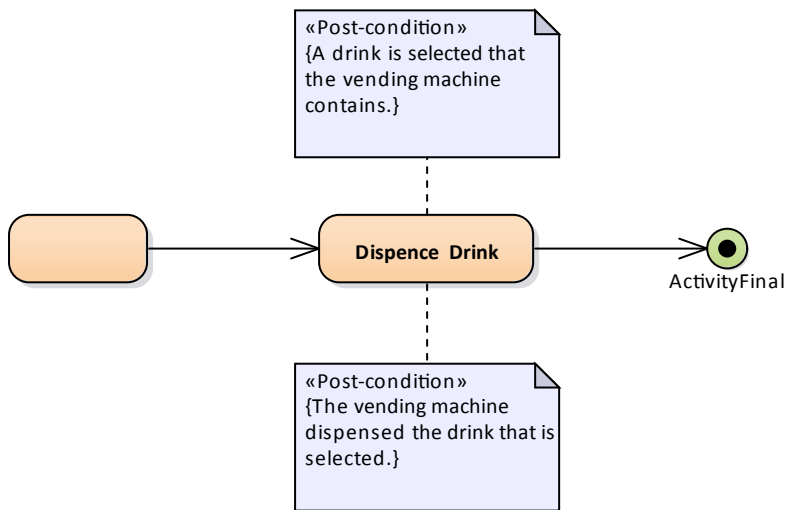 «Post-condition»
{A drink is selected that
the vending machine
contains.}
Dispence Drink
ActivityFinal
«Post-condition»
{The vending machine
dispensed the drink that is
selected.}